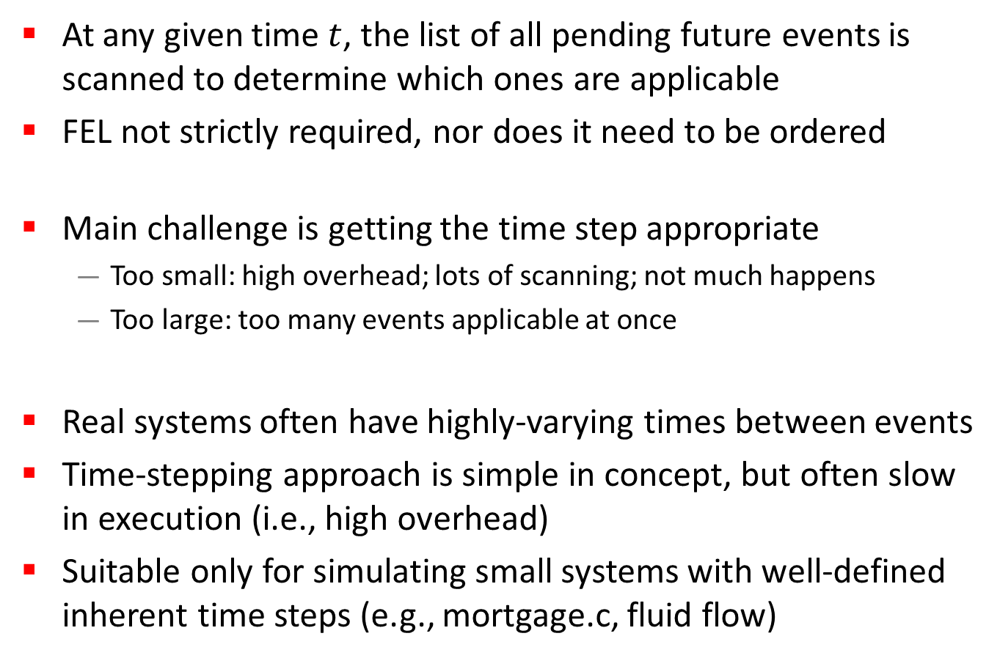 ▪ At any given time t, the list of all pending future events is
scanned to determine which ones are applicable
▪ FEL not strictly required, nor does it need to be ordered
▪ Main challenge is getting the time step appropriate
— Too small: high overhead; lots of scanning; not much happens
— Too large: too many events applicable at once
▪ Real systems often have highly-varying times between events
▪ Time-stepping approach is simple in concept, but often slow
in execution (i.e., high overhead)
▪ Suitable only for simulating small systems with well-defined
inherent time steps (e.g., mortgage.c, fluid flow)